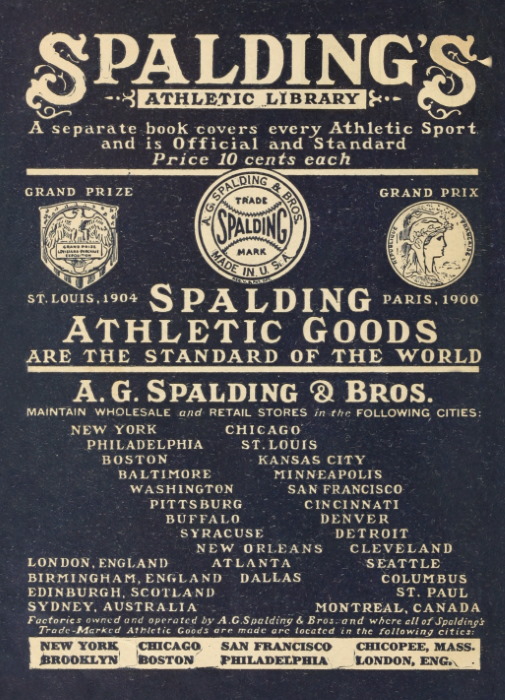 SPALDING'S
ATHLETIC LIBRARY
A separate book covers every Athletic Sport
and is Official and Standard
Price 10 cents each
GRAND PRIZE
GRAND PRIX
A.G. SPALDING & BROS.
TRADE
SPALDING
MARK
MADE IN U.S.A
ST. LOUIS, 1904
PARIS, 1900
SPALDING
ATHLETIC GOODS
ARE THE STANDARD OF THE WORLD
A.G. SPALDING & BROS.
MAINTAIN WHOLESALE and RETAIL STORES in the FOLLOWING CITIES:
NEW YORK CHICAGO
PHILADELPHIA ST. LOUIS
BOSTON KANSAS CITY
BALTIMORE MINNEAPOLIS
WASHINGTON SAN FRANCISCO
PITTSBURG CINCINNATI
BUFFALO DENVER
SYRACUSE DETROIT
NEW ORLEANS CLEVELAND
LONDON, ENGLAND ATLANTA SEATTLE
BIRMINGHAM, ENGLAND DALLAS COLUMBUS
EDINBURGH, SCOTLAND ST. PAUL
SYDNEY, AUSTRALIA MONTREAL, CANADA
Factories owned and operated by A.G. Spalding & Bros. and where all of Spalding's
Trade-Marked Athletic Goods are made are located in the following cities:
NEW YORK CHICAGO SAN FRANCISCO CHICOPEE, MASS.
BROOKLYN BOSTON PHILADELPHIA LONDON, ENG.